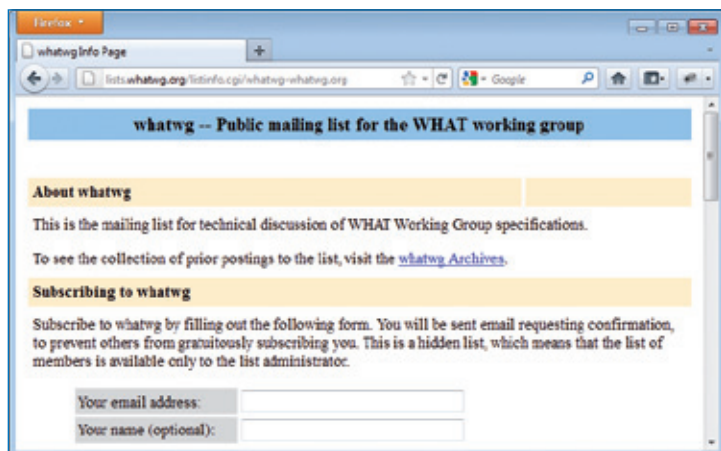 Firefox
whatwg Info Page
lists.whatwg.org/listinfo.cgi/whatwg-whatwg.org
Google
whatwg -- Public mailing list for the WHAT working group
About whatwg
This is the mailing list for technical discussion of WHAT Working Group specifications.
To see the collection of prior postings to the list, visit the whatwg Archives.
Subscribing to whatwg
Subscribe to whatwg by filling out the following form. You will be sent email requesting confirmation,
to prevent others from gratuitously subscribing you. This is a hidden list, which means that the list of
members is available only to the list administrator.
Your email address:
Your name (optional):